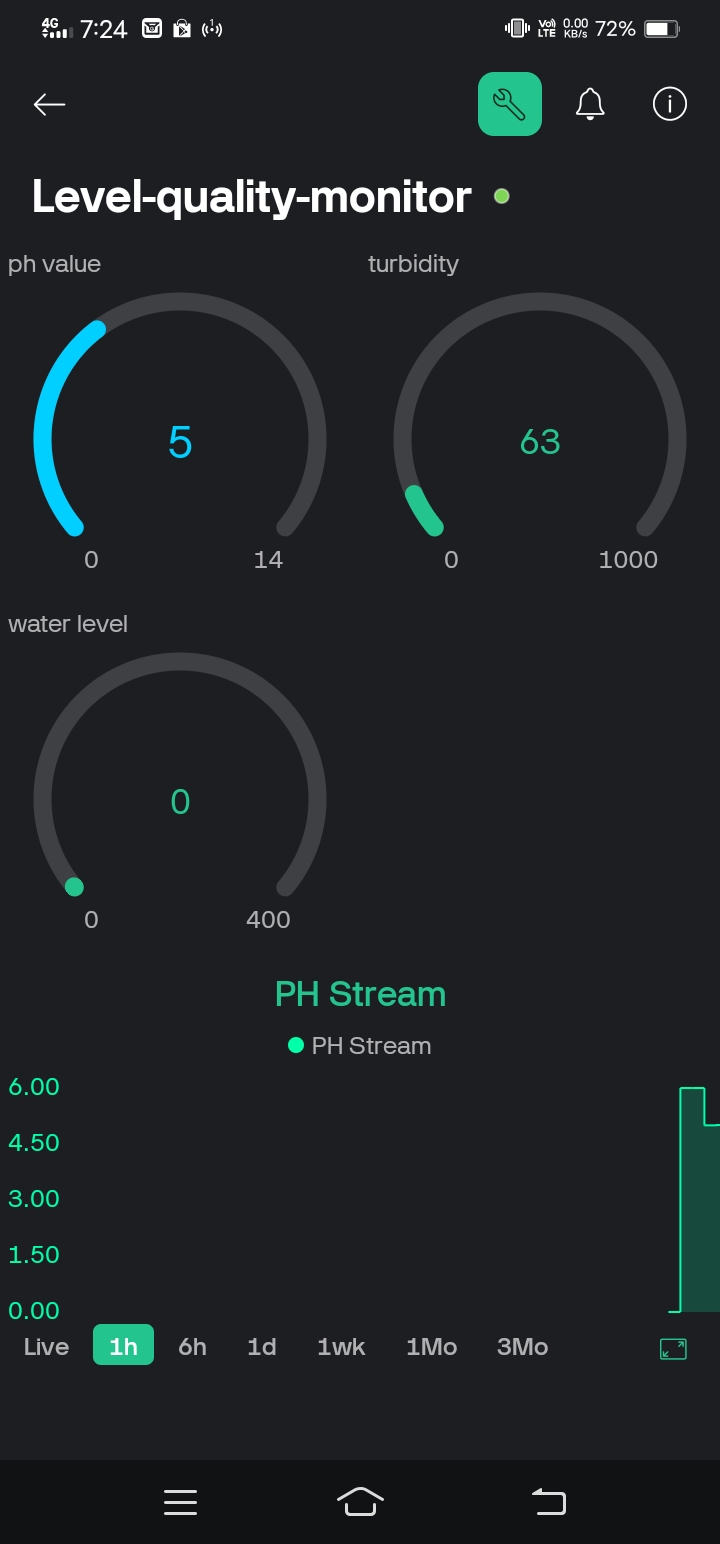 4G 7:24 1 Vo) LTE 0.00 KB/s 72%
Level-quality-monitor
ph value turbidity
5 63
0 14 0 1000
water level
0
0 400
PH Stream
PH Stream
6.00
4.50
3.00
1.50
0.00
Live 1h 6h 1d 1wk 1Mo 3Mo